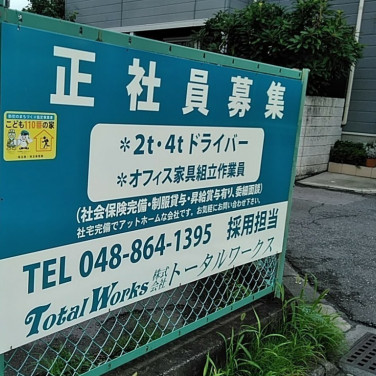 正社員募集
こども110番の家
*2t・4tドライバー
*オフィス家具組立作業員
(社会保険完備・制服貸与・昇給賞与有り、委細面談)
社宅完備でアットホームな会社です。お気軽にお問い合わせ下さい。
TEL 048-864-1395 採用担当
Total Works 株式会社 トータルワークス